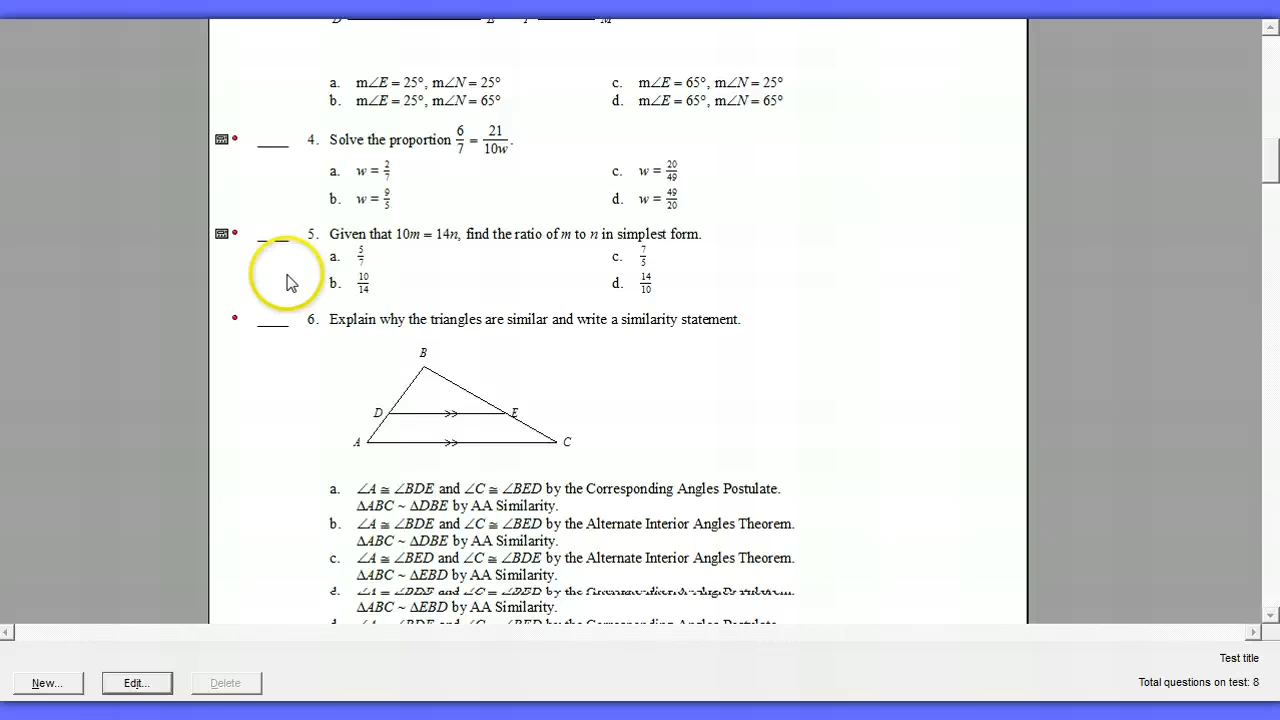 a. m∠E = 25°, m∠N = 25° c. m∠E = 65°, m∠N = 25°
b. m∠E = 25°, m∠N = 65° d. m∠E = 65°, m∠N = 65°
____ 4. Solve the proportion 6/7 = 21/10w.
a. w = 2/7 c. w = 20/49
b. w = 9/5 d. w = 49/20
____ 5. Given that 10m = 14n, find the ratio of m to n in simplest form.
a. 5/7 c. 7/5
b. 10/14 d. 14/10
____ 6. Explain why the triangles are similar and write a similarity statement.
B
D E
A C
a. ∠A ≅ ∠BDE and ∠C ≅ ∠BED by the Corresponding Angles Postulate.
ΔABC ~ ΔDBE by AA Similarity.
b. ∠A ≅ ∠BDE and ∠C ≅ ∠BED by the Alternate Interior Angles Theorem.
ΔABC ~ ΔDBE by AA Similarity.
c. ∠A ≅ ∠BED and ∠C ≅ ∠BDE by the Alternate Interior Angles Theorem.
ΔABC ~ ΔEBD by AA Similarity.
ΔABC ~ ΔEBD by AA Similarity.
Test title
New... Edit... Delete Total questions on test: 8